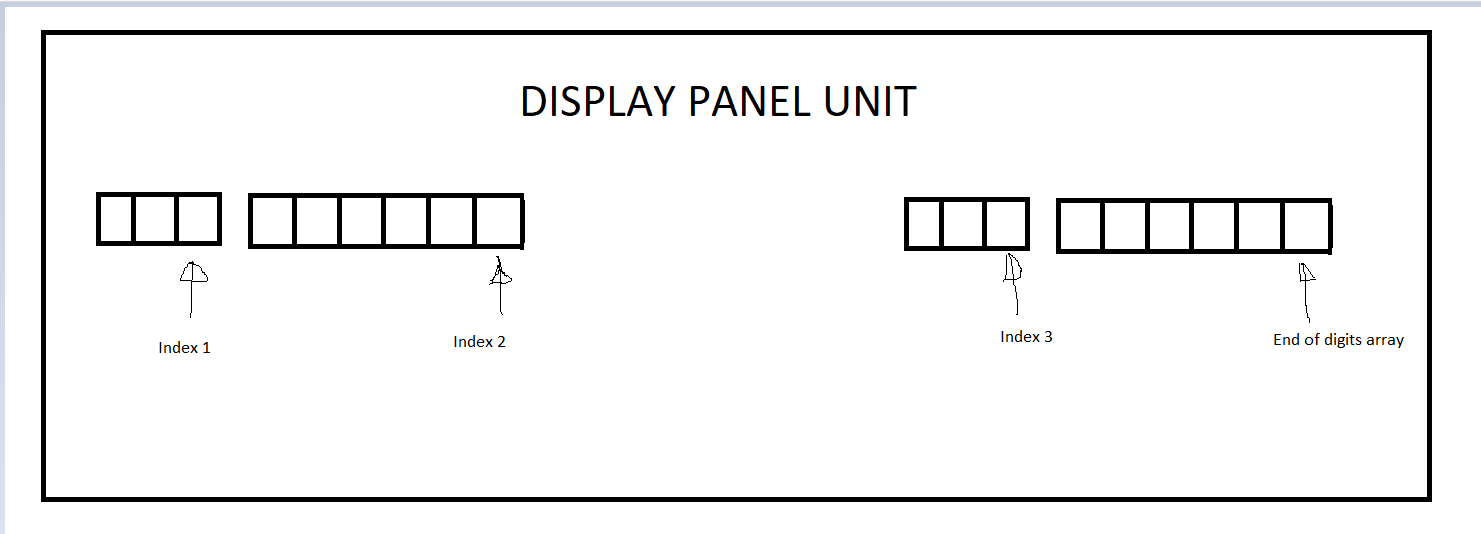 DISPLAY PANEL UNIT
Index 1
Index 2
Index 3
End of digits array